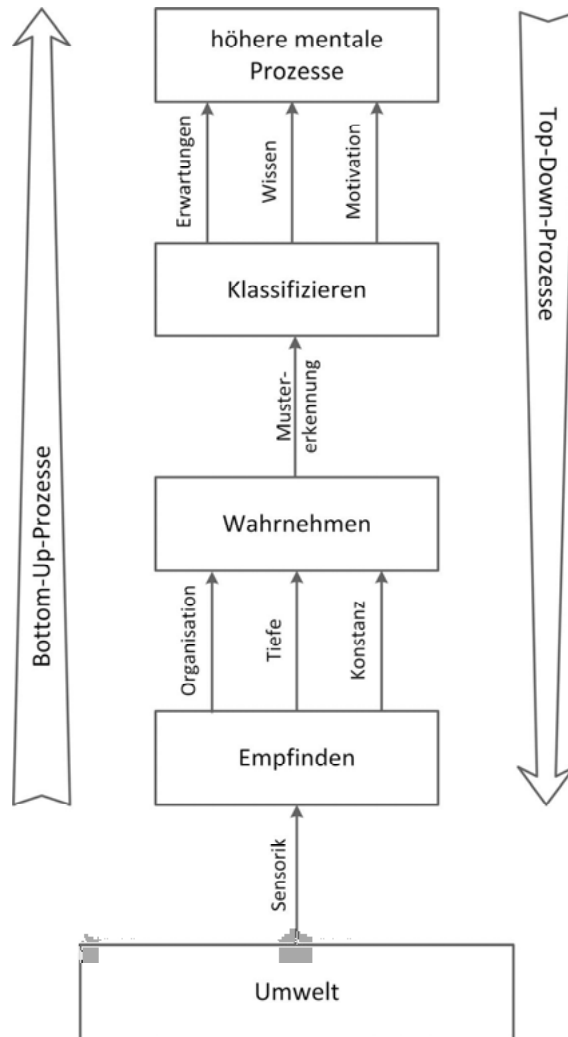 höhere mentale
Prozesse
Erwartungen
Wissen
Motivation
Klassifizieren
Muster-
erkennung
Wahrnehmen
Organisation
Tiefe
Konstanz
Empfinden
Sensorik
Umwelt
Bottom-Up-Prozesse
Top-Down-Prozesse